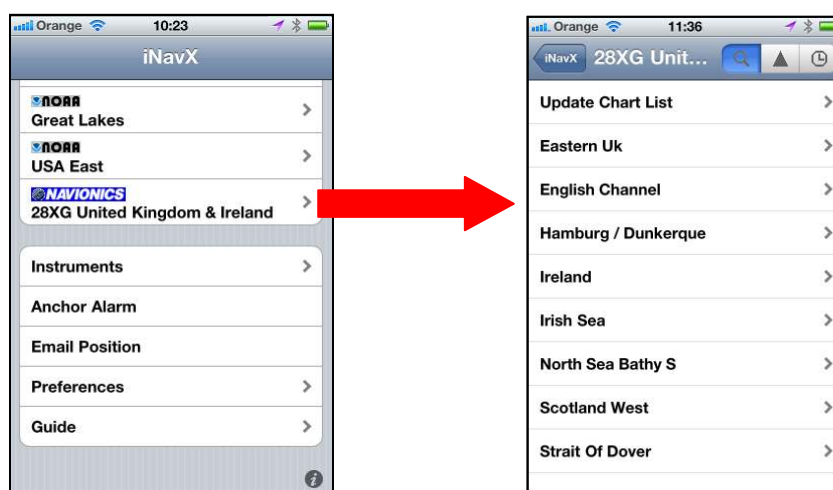 Orange 10:23
iNavX
NOAA
Great Lakes
NOAA
USA East
NAVIONICS
28XG United Kingdom & Ireland
Instruments
Anchor Alarm
Email Position
Preferences
Guide
Orange 11:36
iNavX 28XG Unit...
Update Chart List
Eastern Uk
English Channel
Hamburg / Dunkerque
Ireland
Irish Sea
North Sea Bathy S
Scotland West
Strait Of Dover